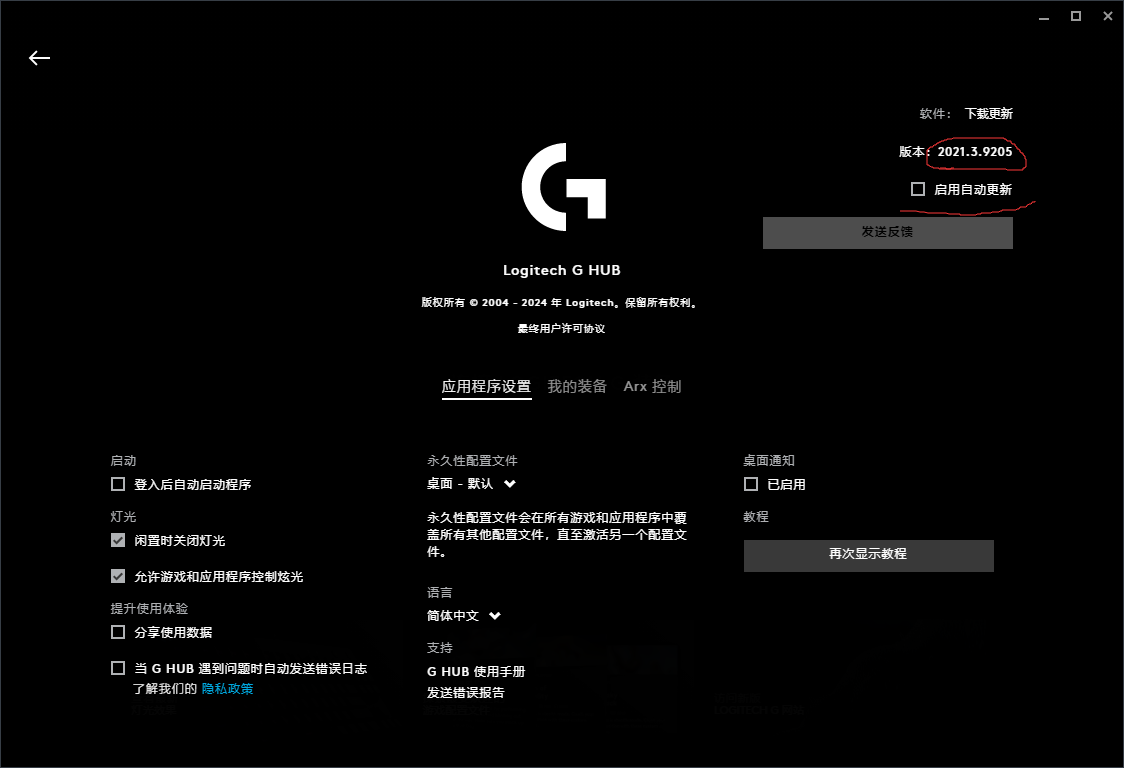 软件： 下载更新
版本：2021.3.9205
启用自动更新
发送反馈
Logitech G HUB
版权所有 © 2004 - 2024 年 Logitech。保留所有权利。
最终用户许可协议
应用程序设置 我的装备 Arx 控制
启动
登入后自动启动程序
灯光
闲置时关闭灯光
允许游戏和应用程序控制炫光
提升使用体验
分享使用数据
当 G HUB 遇到问题时自动发送错误日志
了解我们的 隐私政策
永久性配置文件
桌面 - 默认
永久性配置文件会在所有游戏和应用程序中覆
盖所有其他配置文件，直至激活另一个配置文
件。
语言
简体中文
支持
G HUB 使用手册
发送错误报告
桌面通知
已启用
教程
再次显示教程